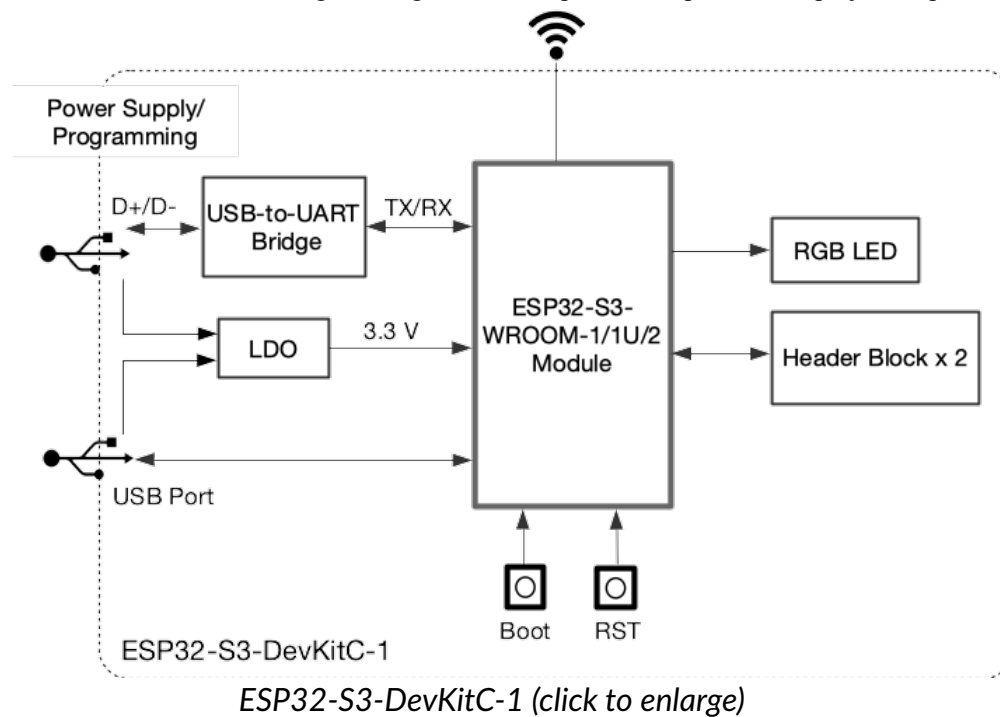 Power Supply/
Programming
D+/D-
USB-to-UART
Bridge
TX/RX
RGB LED
ESP32-S3-
WROOM-1/1U/2
Module
LDO
3.3 V
Header Block x 2
USB Port
Boot
RST
ESP32-S3-DevKitC-1
ESP32-S3-DevKitC-1 (click to enlarge)